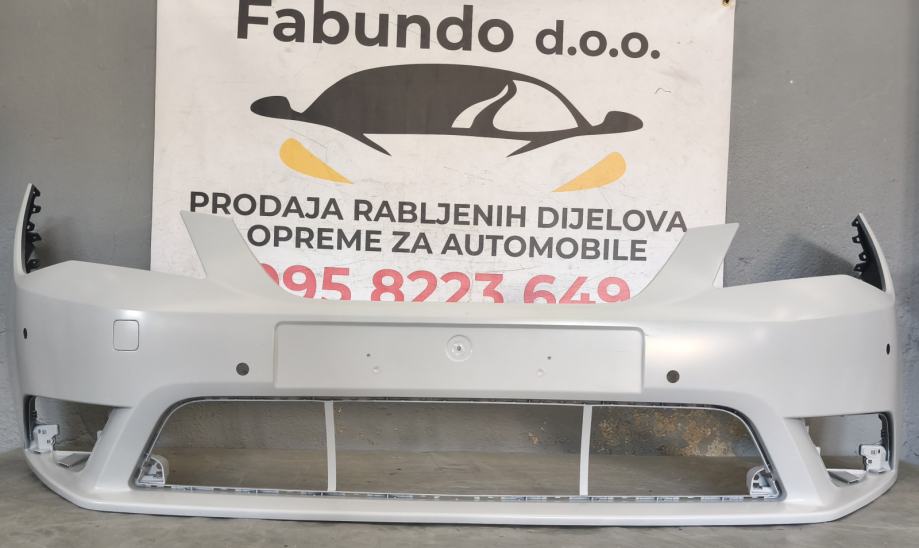 Fabundo d.o.o.
PRODAJA RABLJENIH DIJELOVA
OPREME ZA AUTOMOBILE
095 8223 649